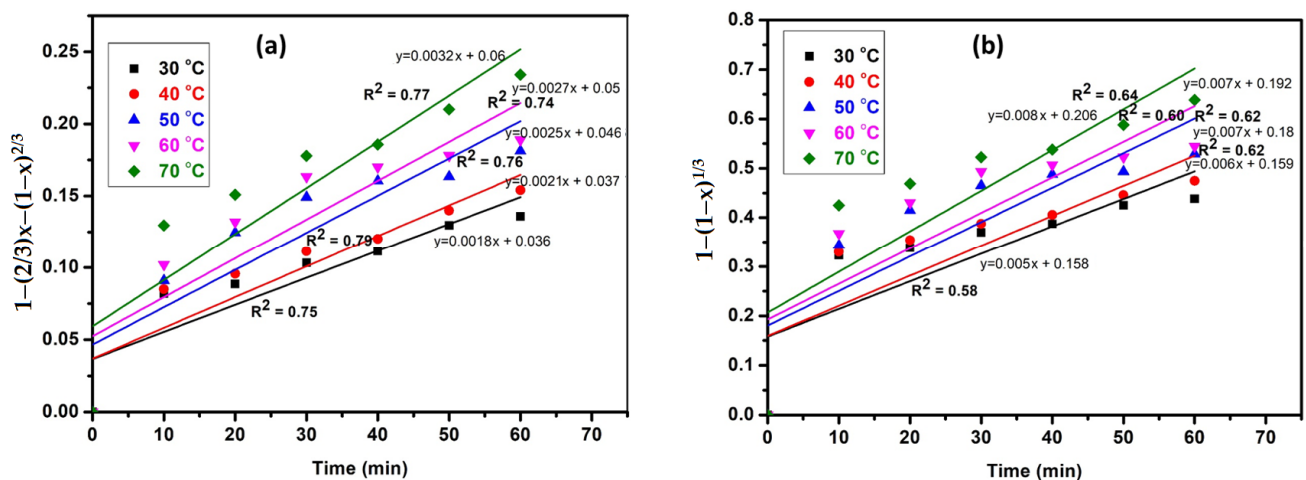 (a)
1−(2/3)x−(1−x)^2/3
0.25
0.20
0.15
0.10
0.05
0.00
30 °C
40 °C
50 °C
60 °C
70 °C
y=0.0032x + 0.06
R² = 0.77
y=0.0027x + 0.05
R² = 0.74
y=0.0025x + 0.046
R² = 0.76
y=0.0021x + 0.037
R² = 0.79
y=0.0018x + 0.036
R² = 0.75
0 10 20 30 40 50 60 70
Time (min)
(b)
1−(1−x)^1/3
0.8
0.7
0.6
0.5
0.4
0.3
0.2
0.1
0.0
30 °C
40 °C
50 °C
60 °C
70 °C
R² = 0.64
y=0.007x + 0.192
y=0.008x + 0.206
R² = 0.60
R² = 0.62
y=0.007x + 0.18
R² = 0.62
y=0.006x + 0.159
y=0.005x + 0.158
R² = 0.58
0 10 20 30 40 50 60 70
Time (min)